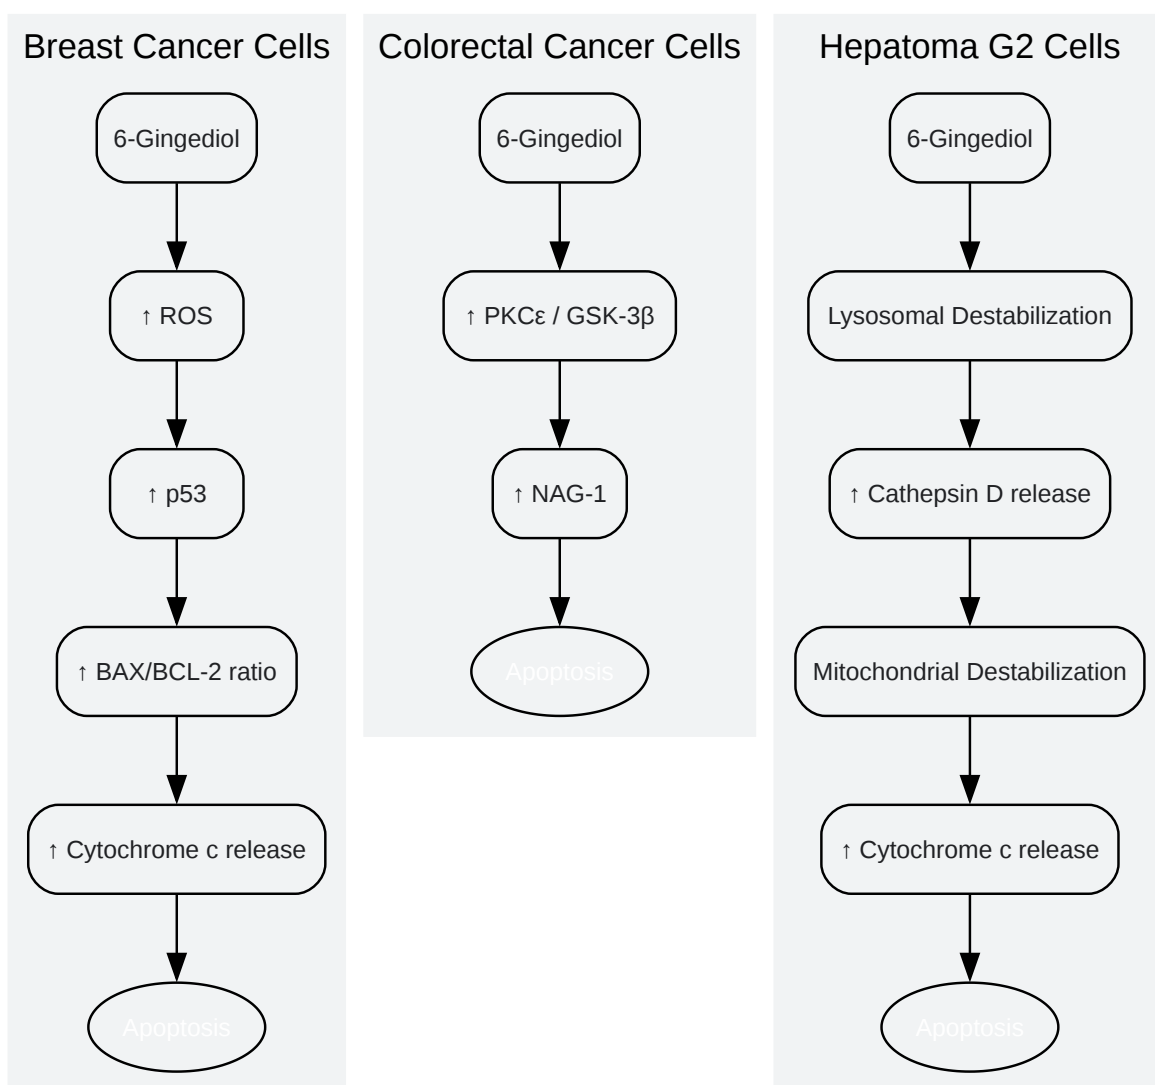 Breast Cancer Cells
6-Gingediol
↑ ROS
↑ p53
↑ BAX/BCL-2 ratio
↑ Cytochrome c release
Apoptosis
Colorectal Cancer Cells
6-Gingediol
↑ PKCε / GSK-3β
↑ NAG-1
Apoptosis
Hepatoma G2 Cells
6-Gingediol
Lysosomal Destabilization
↑ Cathepsin D release
Mitochondrial Destabilization
↑ Cytochrome c release
Apoptosis